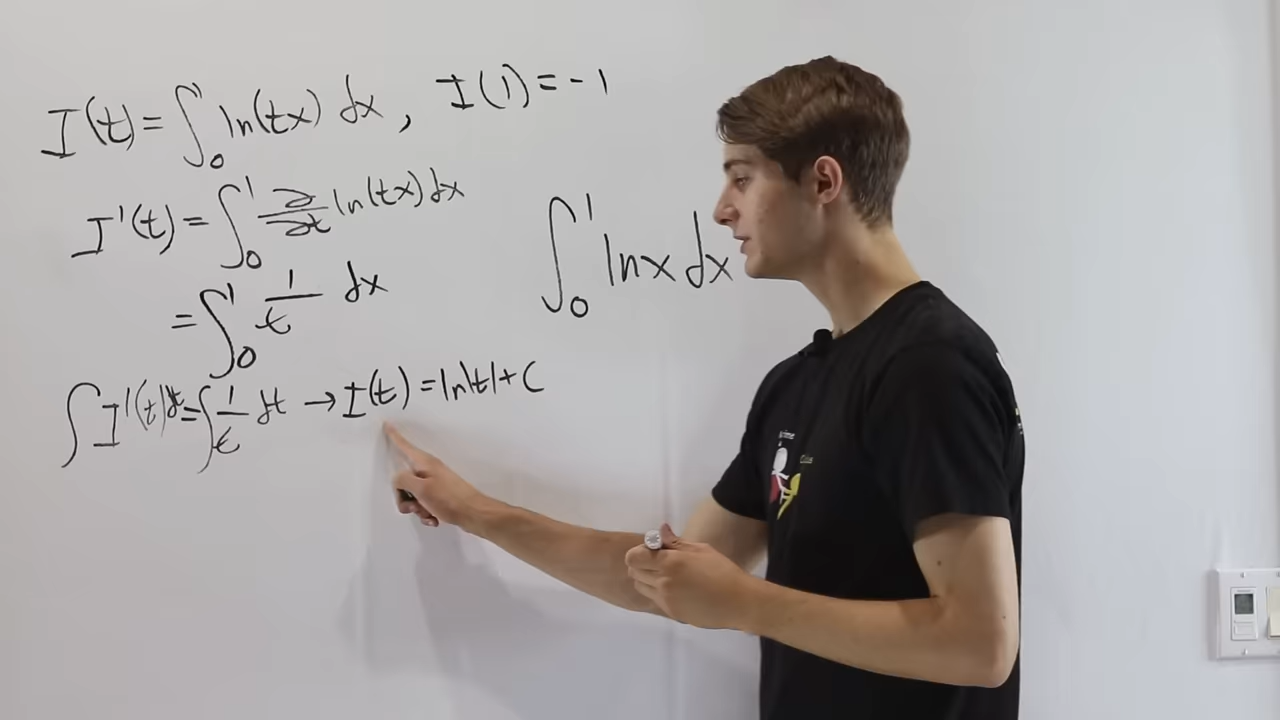 I(t) = ∫₀¹ ln(tx) dx , I(1) = -1
I'(t) = ∫₀¹ ∂/∂t ln(tx) dx
= ∫₀¹ 1/t dx
∫ I'(t) dt = ∫ 1/t dt → I(t) = ln|t| + C
∫₀¹ ln x dx